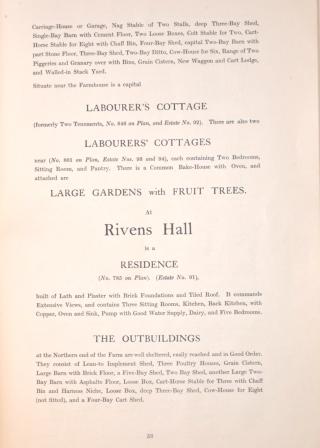 Carriage-House or Garage, Nag Stable of Two Stalls, deep Three-Bay Shed,
Single-Bay Barn with Cement Floor, Two Loose Boxes, Colt Stable for Two, Cart-
Horse Stable for Eight with Chaff Bin, Four-Bay Shed, capital Two-Bay Barn with
part Stone Floor, Three-Bay Shed, Two-Bay Ditto, Cow-House for Six, Range of Two
Piggeries and Granary over with Bins, Grain Cistern, New Waggon and Cart Lodge,
and Walled-in Stack Yard.
Situate near the Farmhouse is a capital
LABOURER'S COTTAGE
(formerly Two Tenements, No. 846 on Plan, and Estate No. 92). There are also two
LABOURERS' COTTAGES
near (No. 801 on Plan, Estate Nos. 93 and 94), each containing Two Bedrooms,
Sitting Room, and Pantry. There is a Common Bake-House with Oven, and
attached are
LARGE GARDENS with FRUIT TREES.
At
Rivens Hall
is a
RESIDENCE
(No. 785 on Plan). (Estate No. 91),
built of Lath and Plaster with Brick Foundations and Tiled Roof. It commands
Extensive Views, and contains Three Sitting Rooms, Kitchen, Back Kitchen, with
Copper, Oven and Sink, Pump with Good Water Supply, Dairy, and Five Bedrooms.
THE OUTBUILDINGS
at the Northern end of the Farm are well sheltered, easily reached and in Good Order.
They consist of Lean-to Implement Shed, Three Poultry Houses, Grain Cistern,
Large Barn with Brick Floor, a Five-Bay Shed, Two Bay Shed, another Large Two-
Bay Barn with Asphalte Floor, Loose Box, Cart-Horse Stable for Three with Chaff
Bin and Harness Niche, Loose Box, deep Three-Bay Shed, Cow-House for Eight
(not fitted), and a Four-Bay Cart Shed.